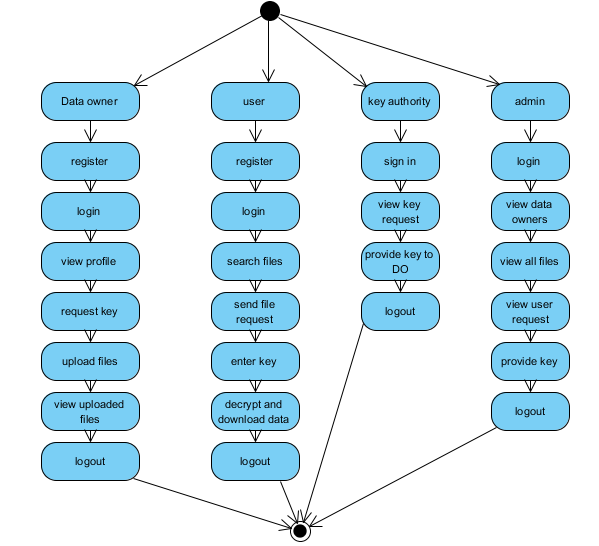 Data owner
register
login
view profile
request key
upload files
view uploaded
files
logout
user
register
login
search files
send file
request
enter key
decrypt and
download data
logout
key authority
sign in
view key
request
provide key to
DO
logout
admin
login
view data
owners
view all files
view user
request
provide key
logout